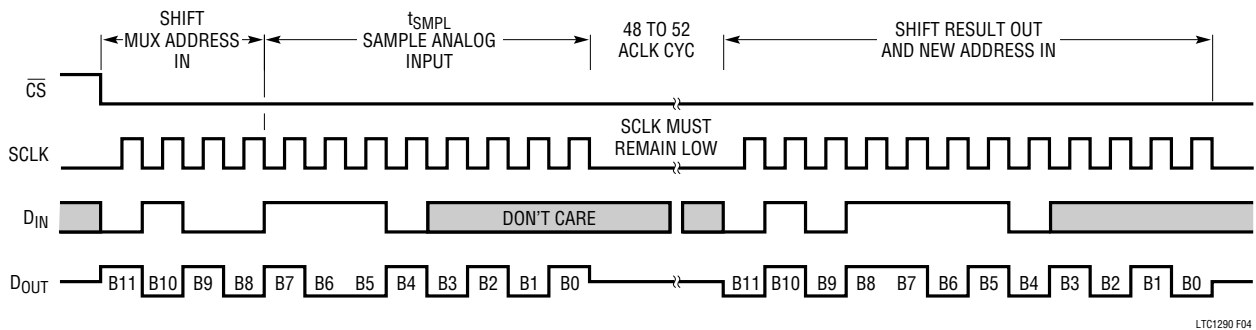 SHIFT
MUX ADDRESS
IN
tSMPL
SAMPLE ANALOG
INPUT
48 TO 52
ACLK CYC
SHIFT RESULT OUT
AND NEW ADDRESS IN
CS
SCLK
SCLK MUST
REMAIN LOW
DIN
DON'T CARE
DOUT
B11 B10 B9 B8 B7 B6 B5 B4 B3 B2 B1 B0
B11 B10 B9 B8 B7 B6 B5 B4 B3 B2 B1 B0
LTC1290 F04